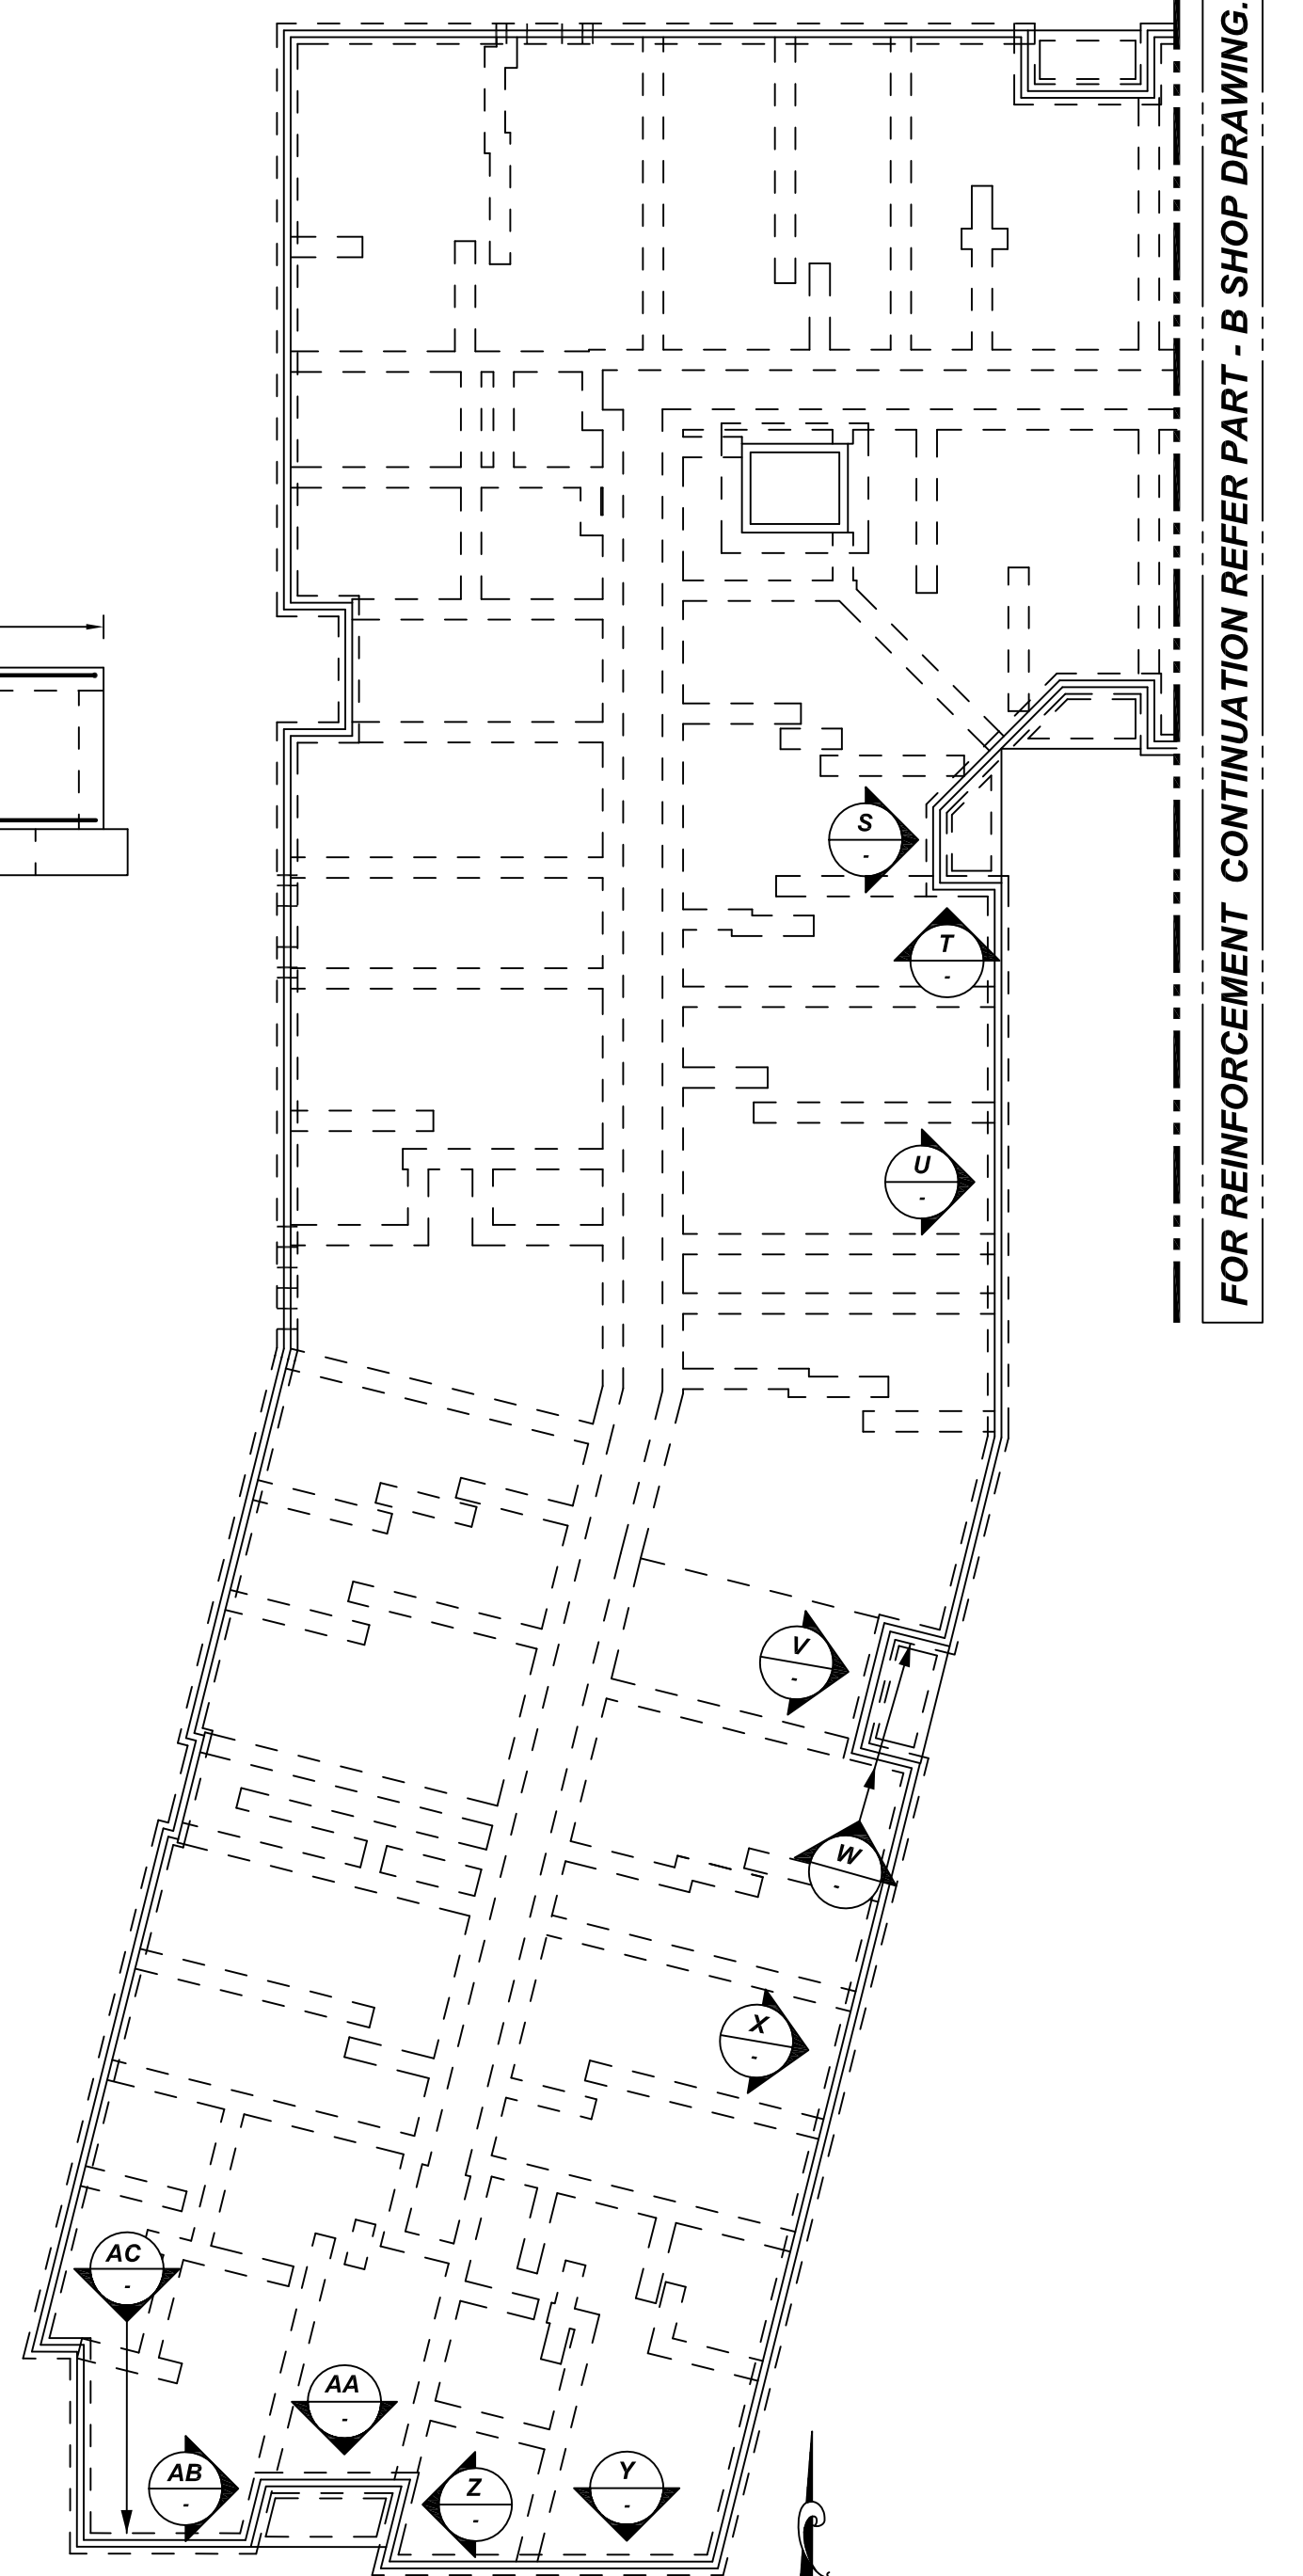 FOR REINFORCEMENT CONTINUATION REFER PART - B SHOP DRAWING.
S
-
T
-
U
-
V
-
W
-
X
-
AC
-
AA
-
AB
-
Z
-
Y
-